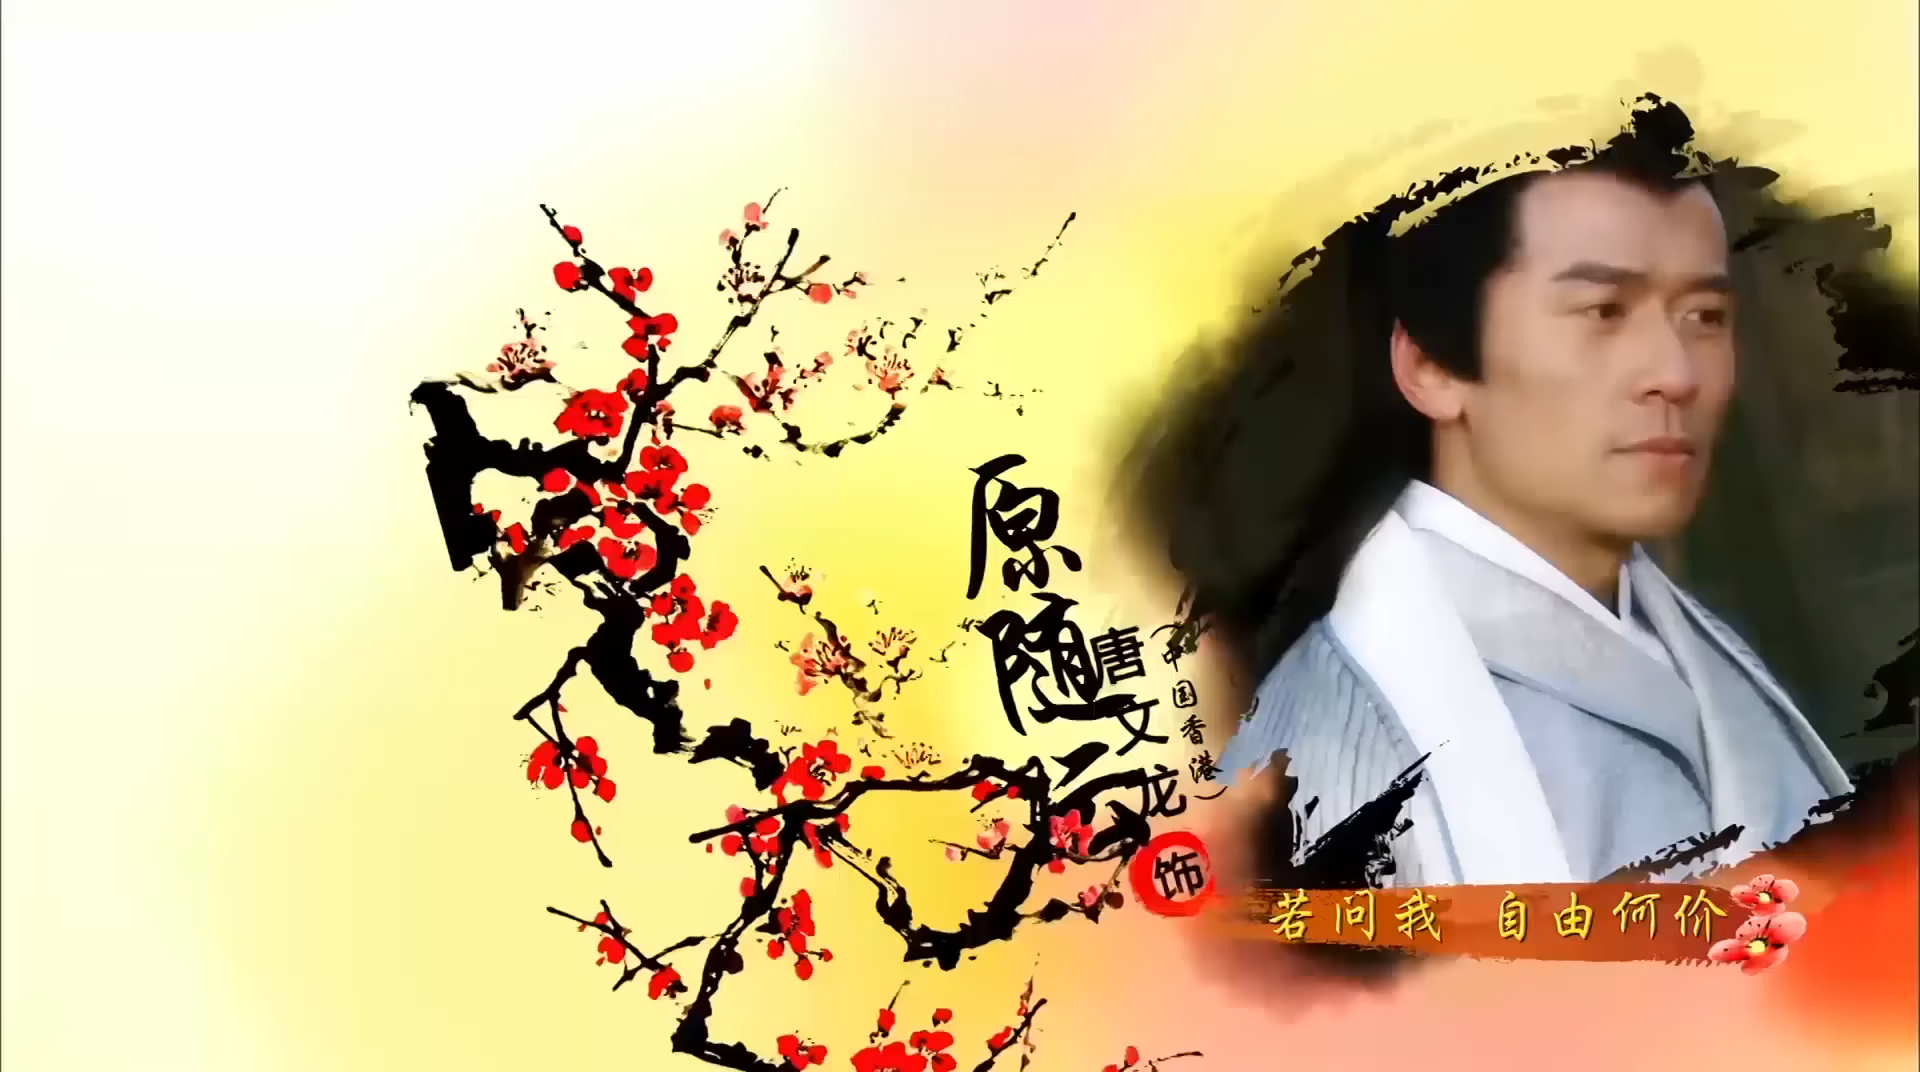 原随云
唐文龙
（中国香港）
饰
若问我 自由何价